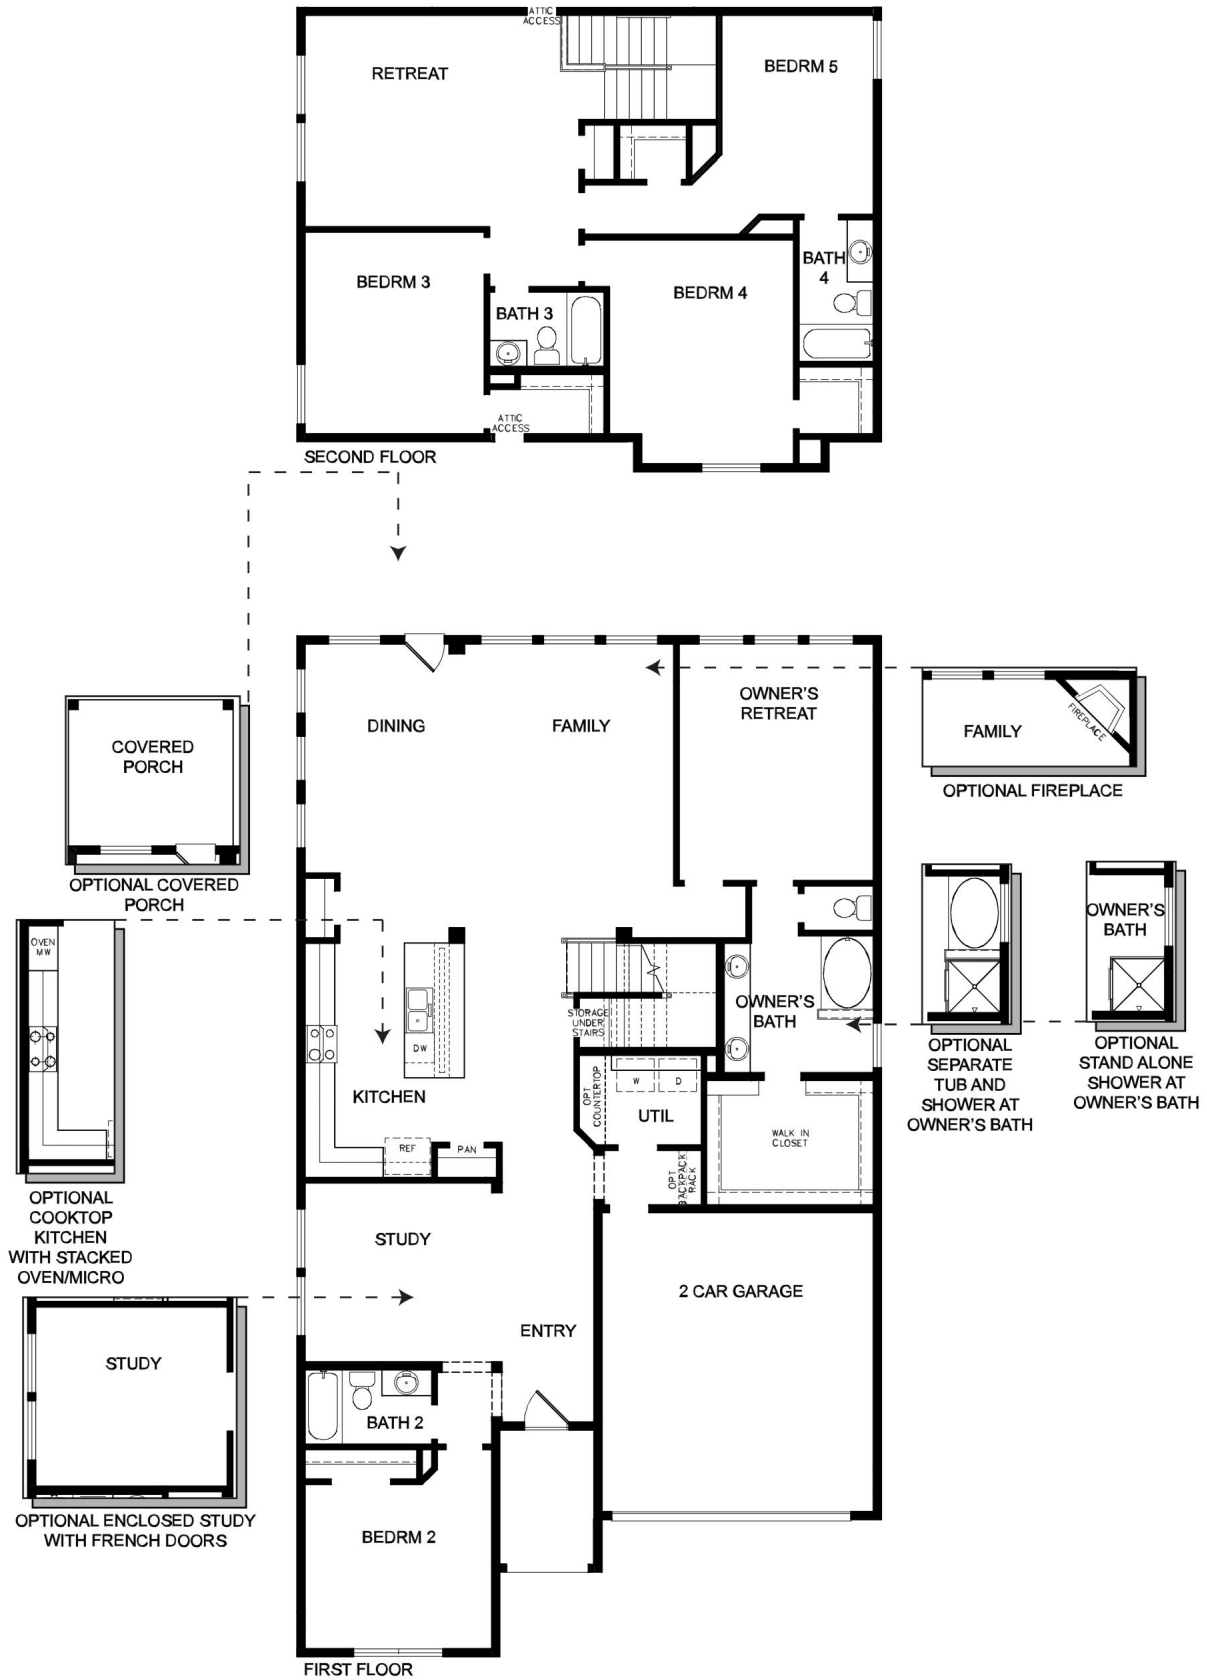 ATTIC
ACCESS
RETREAT
BEDRM 5
BEDRM 3
BEDRM 4
BATH
4
BATH 3
ATTIC
ACCESS
SECOND FLOOR
DINING
FAMILY
OWNER'S
RETREAT
COVERED
PORCH
OPTIONAL COVERED
PORCH
FAMILY
FIREPLACE
OPTIONAL FIREPLACE
OVEN
MW
OPTIONAL
COOKTOP
KITCHEN
WITH STACKED
OVEN/MICRO
DW
KITCHEN
REF
PAN
STORAGE
UNDER
STAIRS
OWNER'S
BATH
OPTIONAL
SEPARATE
TUB AND
SHOWER AT
OWNER'S BATH
OWNER'S
BATH
OPTIONAL
STAND ALONE
SHOWER AT
OWNER'S BATH
OPT
COUNTERTOP
W
D
UTIL
WALK IN
CLOSET
OPT
BACKPACK
RACK
STUDY
2 CAR GARAGE
ENTRY
STUDY
OPTIONAL ENCLOSED STUDY
WITH FRENCH DOORS
BATH 2
BEDRM 2
FIRST FLOOR